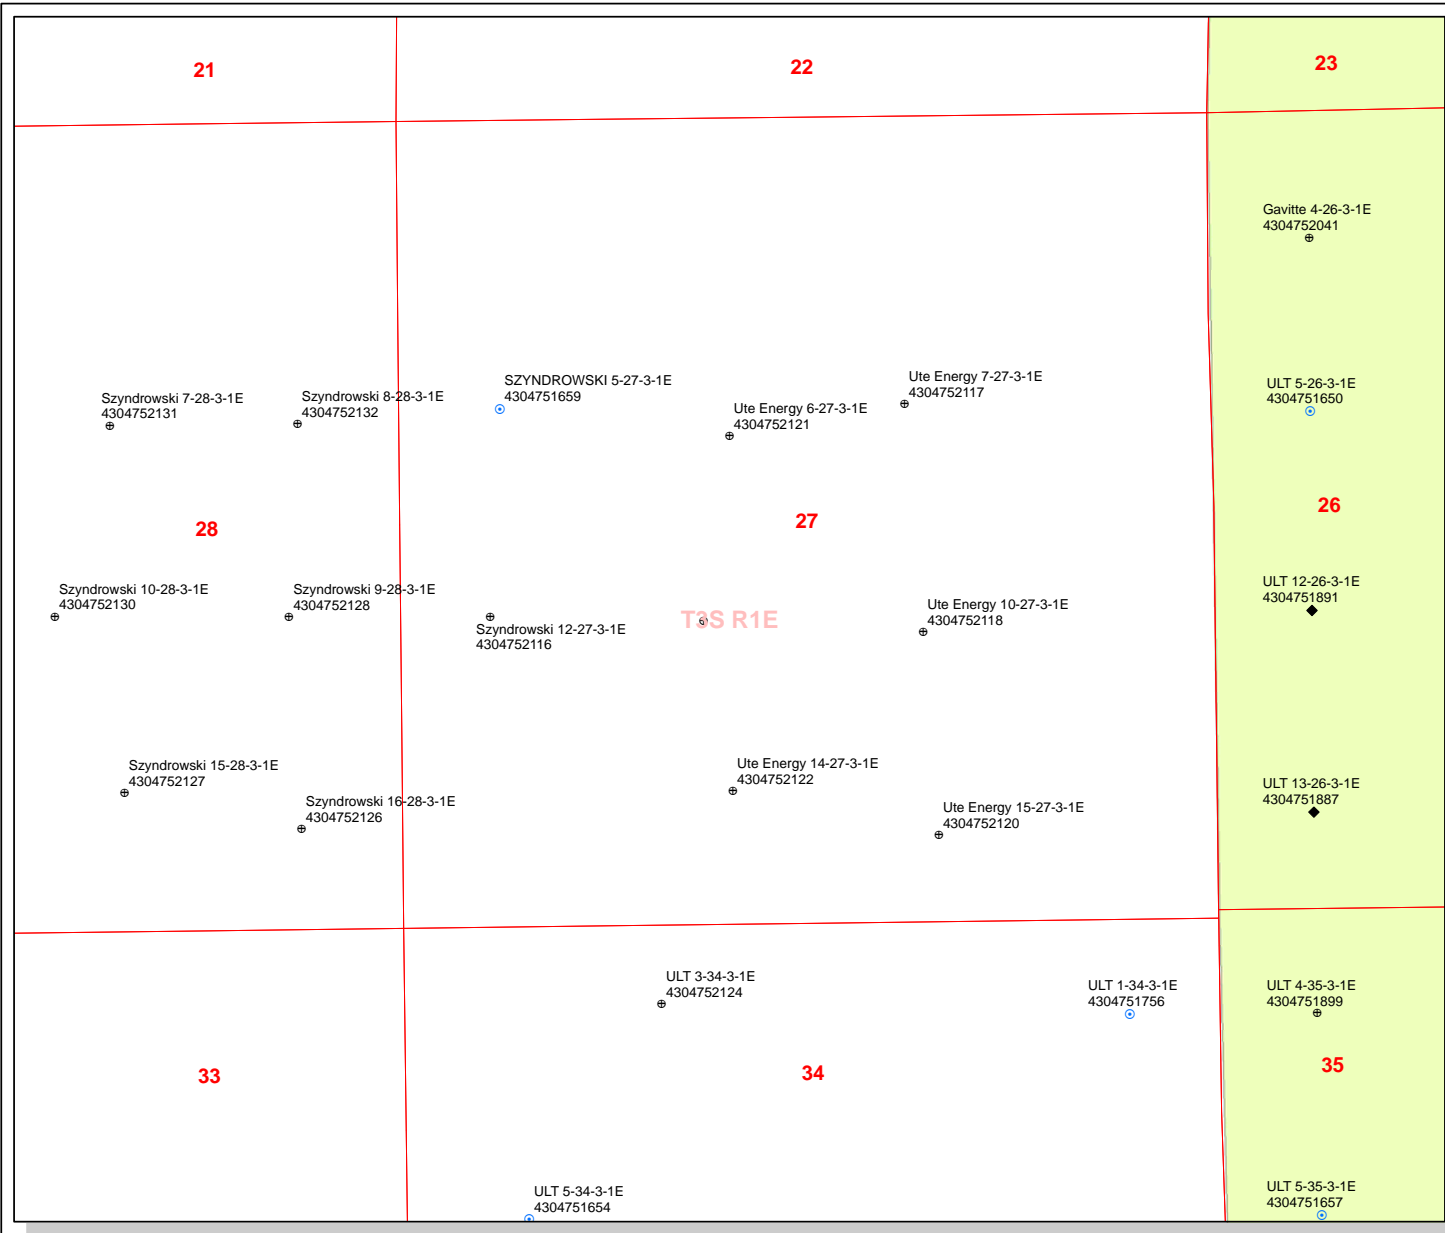 21
22
23
Gavitte 4-26-3-1E
4304752041
Szyndrowski 7-28-3-1E
4304752131
Szyndrowski 8-28-3-1E
4304752132
SZYNDROWSKI 5-27-3-1E
4304751659
Ute Energy 6-27-3-1E
4304752121
Ute Energy 7-27-3-1E
4304752117
ULT 5-26-3-1E
4304751650
28
27
26
Szyndrowski 10-28-3-1E
4304752130
Szyndrowski 9-28-3-1E
4304752128
Szyndrowski 12-27-3-1E
4304752116
T3S R1E
Ute Energy 10-27-3-1E
4304752118
ULT 12-26-3-1E
4304751891
Szyndrowski 15-28-3-1E
4304752127
Szyndrowski 16-28-3-1E
4304752126
Ute Energy 14-27-3-1E
4304752122
Ute Energy 15-27-3-1E
4304752120
ULT 13-26-3-1E
4304751887
ULT 3-34-3-1E
4304752124
ULT 1-34-3-1E
4304751756
ULT 4-35-3-1E
4304751899
33
34
35
ULT 5-34-3-1E
4304751654
ULT 5-35-3-1E
4304751657